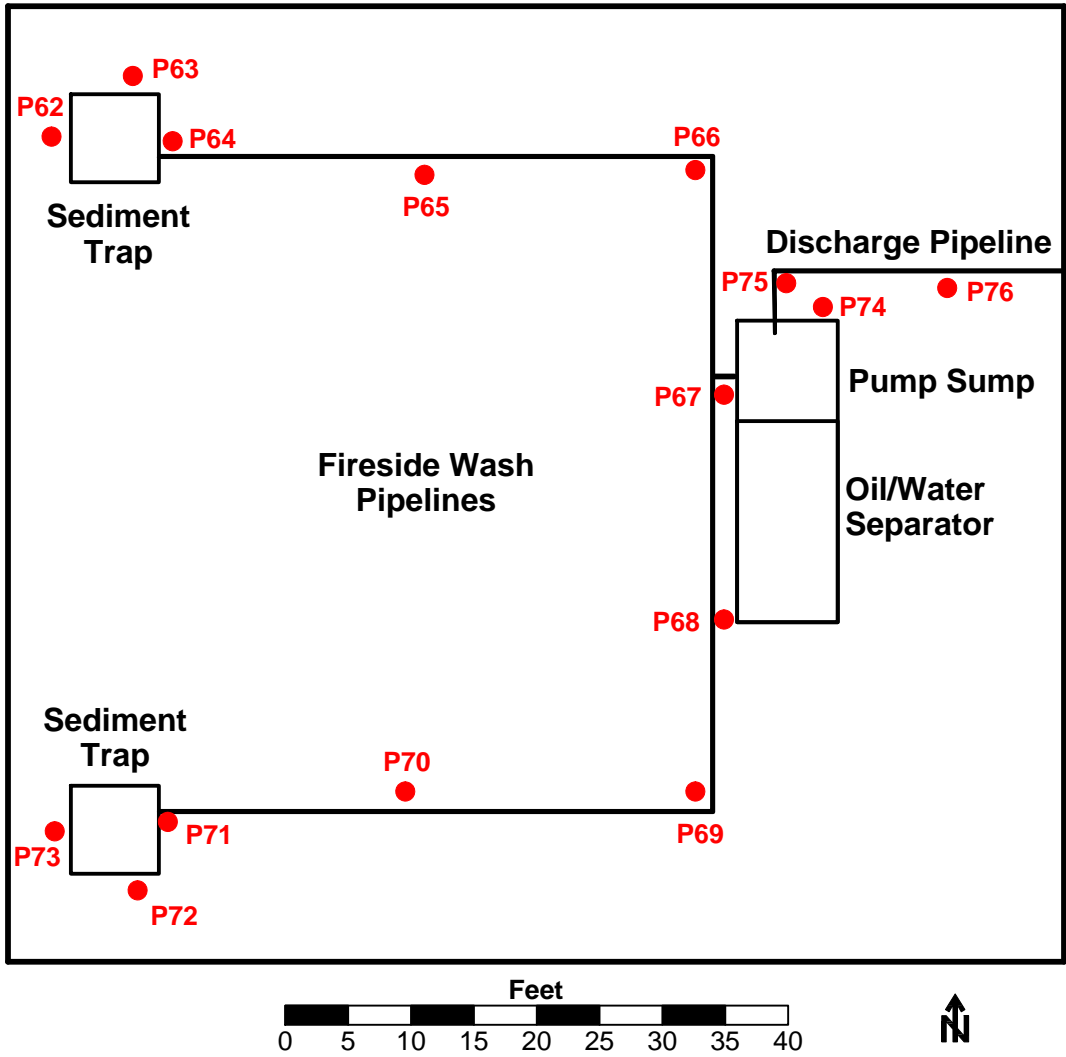 P63
P62
P64
P66
P65
Sediment
Trap
Discharge Pipeline
P75
P76
P74
Pump Sump
P67
Fireside Wash
Pipelines
Oil/Water
Separator
P68
Sediment
Trap
P70
P71
P69
P73
P72
Feet
0 5 10 15 20 25 30 35 40
N